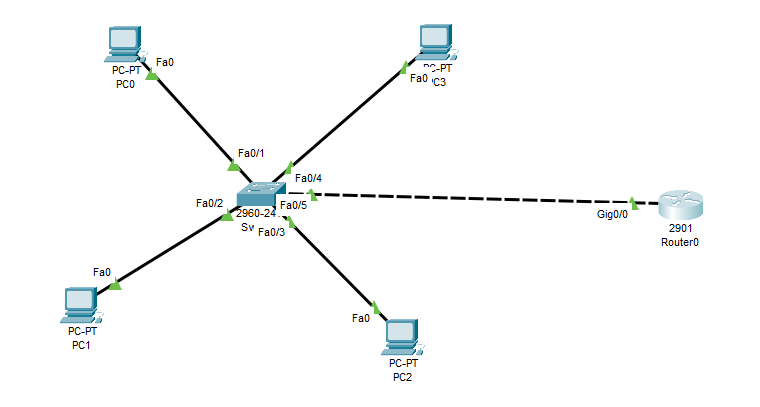 Fa0
PC-PT
PC0
Fa0
PC3
Fa0/1
Fa0/4
Fa0/2
Fa0/5
2960-24
Fa0/3
Gig0/0
2901
Router0
Fa0
PC-PT
PC1
Fa0
PC-PT
PC2